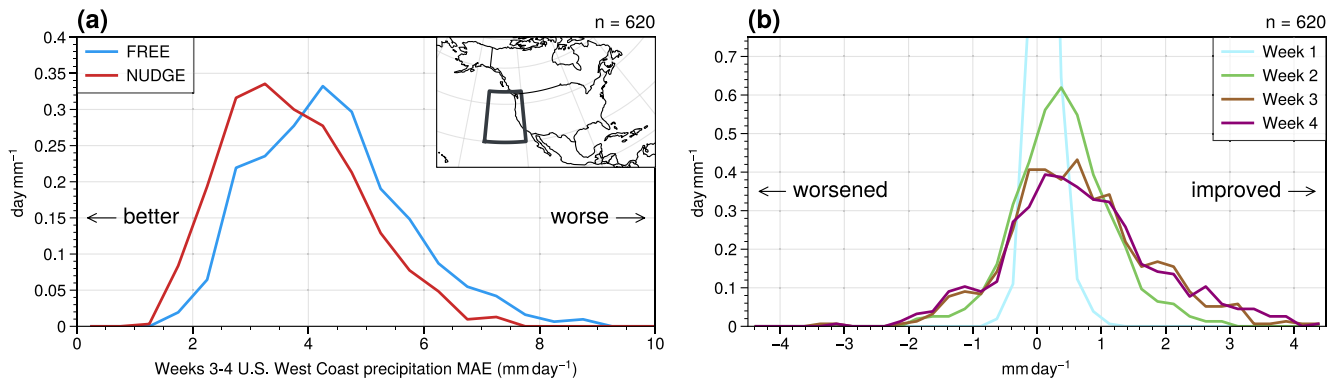 (a)
n = 620
FREE
NUDGE
0.4
0.35
0.3
0.25
0.2
0.15
0.1
0.05
0
day mm⁻¹
← better
worse →
0 2 4 6 8 10
Weeks 3-4 U.S. West Coast precipitation MAE (mm day⁻¹)
(b)
n = 620
Week 1
Week 2
Week 3
Week 4
0.7
0.6
0.5
0.4
0.3
0.2
0.1
0
day mm⁻¹
← worsened
improved →
−4 −3 −2 −1 0 1 2 3 4
mm day⁻¹